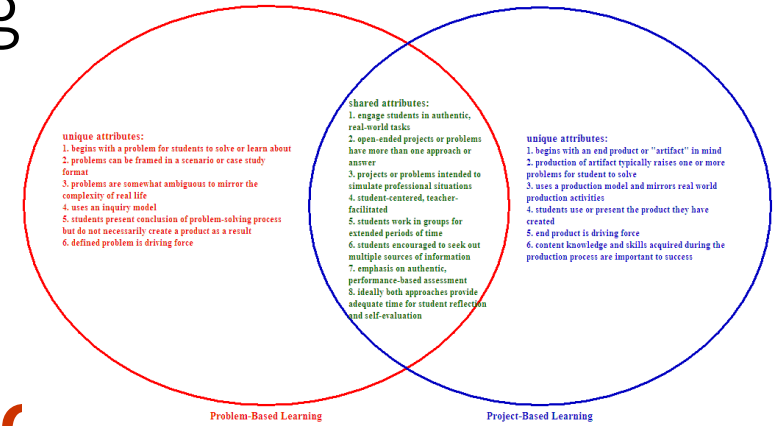 g
unique attributes:
1. begins with a problem for students to solve or learn about
2. problems can be framed in a scenario or case study
format
3. problems are somewhat ambiguous to mirror the
complexity of real life
4. uses an inquiry model
5. students present conclusion of problem-solving process
but do not necessarily create a product as a result
6. defined problem is driving force
shared attributes:
1. engage students in authentic,
real-world tasks
2. open-ended projects or problems
have more than one approach or
answer
3. projects or problems intended to
simulate professional situations
4. student-centered, teacher-
facilitated
5. students work in groups for
extended periods of time
6. students encouraged to seek out
multiple sources of information
7. emphasis on authentic,
performance-based assessment
8. ideally both approaches provide
adequate time for student reflection
and self-evaluation
unique attributes:
1. begins with an end product or "artifact" in mind
2. production of artifact typically raises one or more
problems for student to solve
3. uses a production model and mirrors real world
production activities
4. students use or present the product they have
created
5. end product is driving force
6. content knowledge and skills acquired during the
production process are important to success
Problem-Based Learning
Project-Based Learning